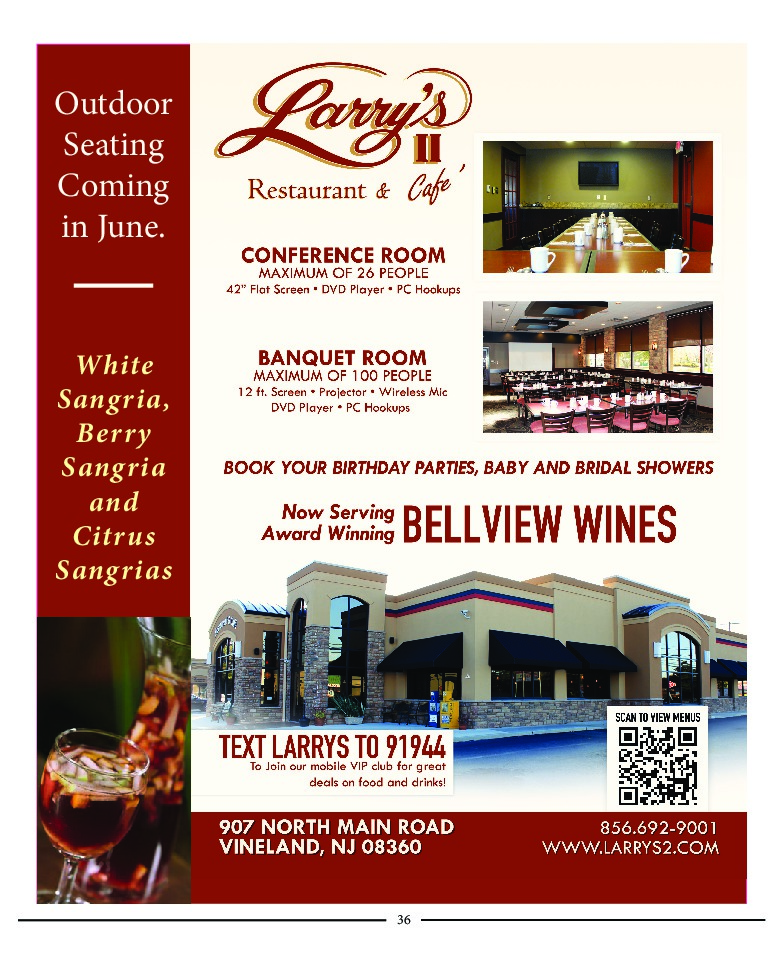 Outdoor
Seating
Coming
in June.
White
Sangria,
Berry
Sangria
and
Citrus
Sangrias
Larry's
II
Restaurant & Cafe'
CONFERENCE ROOM
MAXIMUM OF 26 PEOPLE
42" Flat Screen • DVD Player • PC Hookups
BANQUET ROOM
MAXIMUM OF 100 PEOPLE
12 ft. Screen • Projector • Wireless Mic
DVD Player • PC Hookups
BOOK YOUR BIRTHDAY PARTIES, BABY AND BRIDAL SHOWERS
Now Serving
Award Winning
BELLVIEW WINES
TEXT LARRYS TO 91944
To Join our mobile VIP club for great
deals on food and drinks!
SCAN TO VIEW MENUS
907 NORTH MAIN ROAD
VINELAND, NJ 08360
856.692-9001
WWW.LARRYS2.COM
36